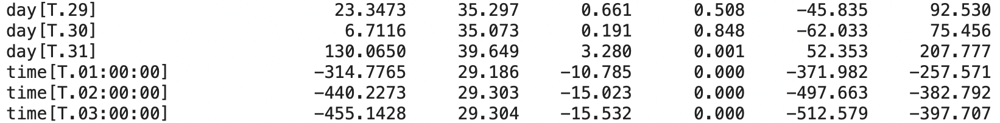 day[T.29] 23.3473 35.297 0.661 0.508 −45.835 92.530
day[T.30] 6.7116 35.073 0.191 0.848 −62.033 75.456
day[T.31] 130.0650 39.649 3.280 0.001 52.353 207.777
time[T.01:00:00] −314.7765 29.186 −10.785 0.000 −371.982 −257.571
time[T.02:00:00] −440.2273 29.303 −15.023 0.000 −497.663 −382.792
time[T.03:00:00] −455.1428 29.304 −15.532 0.000 −512.579 −397.707